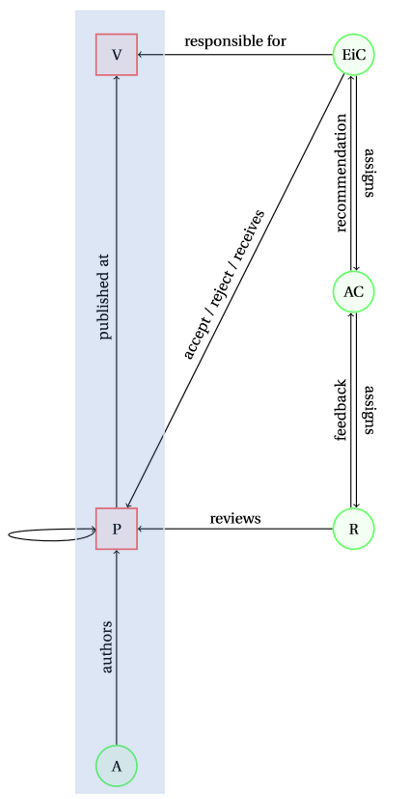 responsible for
V
EiC
recommendation
assigns
accept / reject / receives
published at
AC
feedback
assigns
reviews
P
R
authors
A